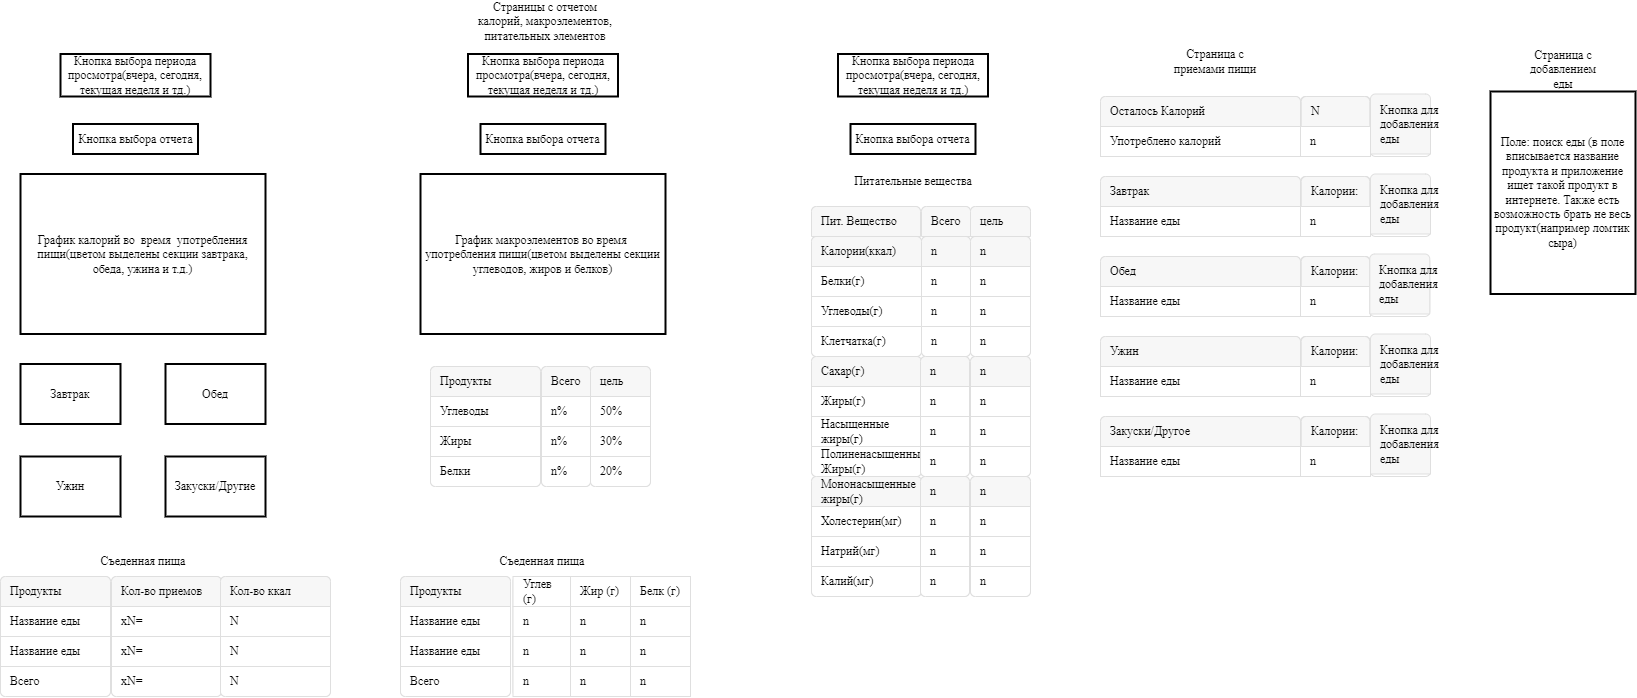 Страницы с отчетом
калорий, макроэлементов,
питательных элементов
Кнопка выбора периода
просмотра(вчера, сегодня,
текущая неделя и тд.)
Кнопка выбора отчета
График калорий во время употребления
пищи(цветом выделены секции завтрака,
обеда, ужина и т.д.)
Завтрак
Обед
Ужин
Закуски/Другие
Съеденная пища
Продукты Кол-во приемов Кол-во ккал
Название еды xN= N
Название еды xN= N
Всего xN= N
Кнопка выбора периода
просмотра(вчера, сегодня,
текущая неделя и тд.)
Кнопка выбора отчета
График макроэлементов во время
употребления пищи(цветом выделены секции
углеводов, жиров и белков)
Продукты Всего цель
Углеводы n% 50%
Жиры n% 30%
Белки n% 20%
Съеденная пища
Продукты Углев (г) Жир (г) Белк (г)
Название еды n n n
Название еды n n n
Всего n n n
Кнопка выбора периода
просмотра(вчера, сегодня,
текущая неделя и тд.)
Кнопка выбора отчета
Питательные вещества
Пит. Вещество Всего цель
Калории(ккал) n n
Белки(г) n n
Углеводы(г) n n
Клетчатка(г) n n
Сахар(г) n n
Жиры(г) n n
Насыщенные
жиры(г) n n
Полиненасыщенны
Жиры(г) n n
Мононасыщенные
жиры(г) n n
Холестерин(мг) n n
Натрий(мг) n n
Калий(мг) n n
Страница с
приемами пищи
Осталось Калорий N
Употреблено калорий n
Кнопка для
добавления
еды
Завтрак Калории:
Название еды n
Кнопка для
добавления
еды
Обед Калории:
Название еды n
Кнопка для
добавления
еды
Ужин Калории:
Название еды n
Кнопка для
добавления
еды
Закуски/Другое Калории:
Название еды n
Кнопка для
добавления
еды
Страница с
добавлением
еды
Поле: поиск еды (в поле
вписывается название
продукта и приложение
ищет такой продукт в
интернете. Также есть
возможность брать не весь
продукт(например ломтик
сыра)